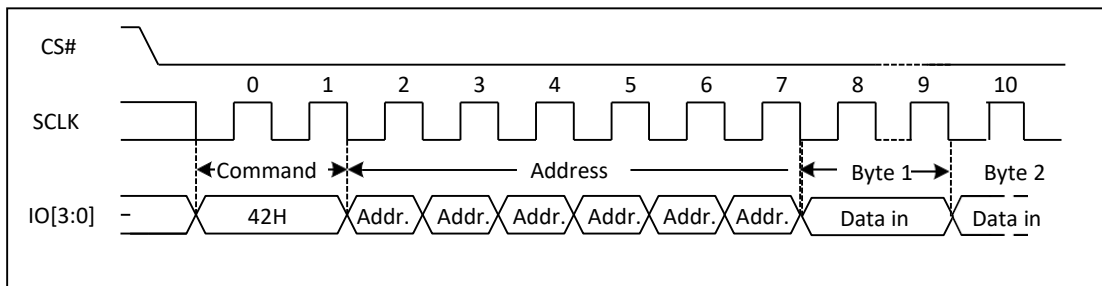 CS#
0 1 2 3 4 5 6 7 8 9 10
SCLK
Command Address Byte 1 Byte 2
IO[3:0] 42H Addr. Addr. Addr. Addr. Addr. Addr. Data in Data in